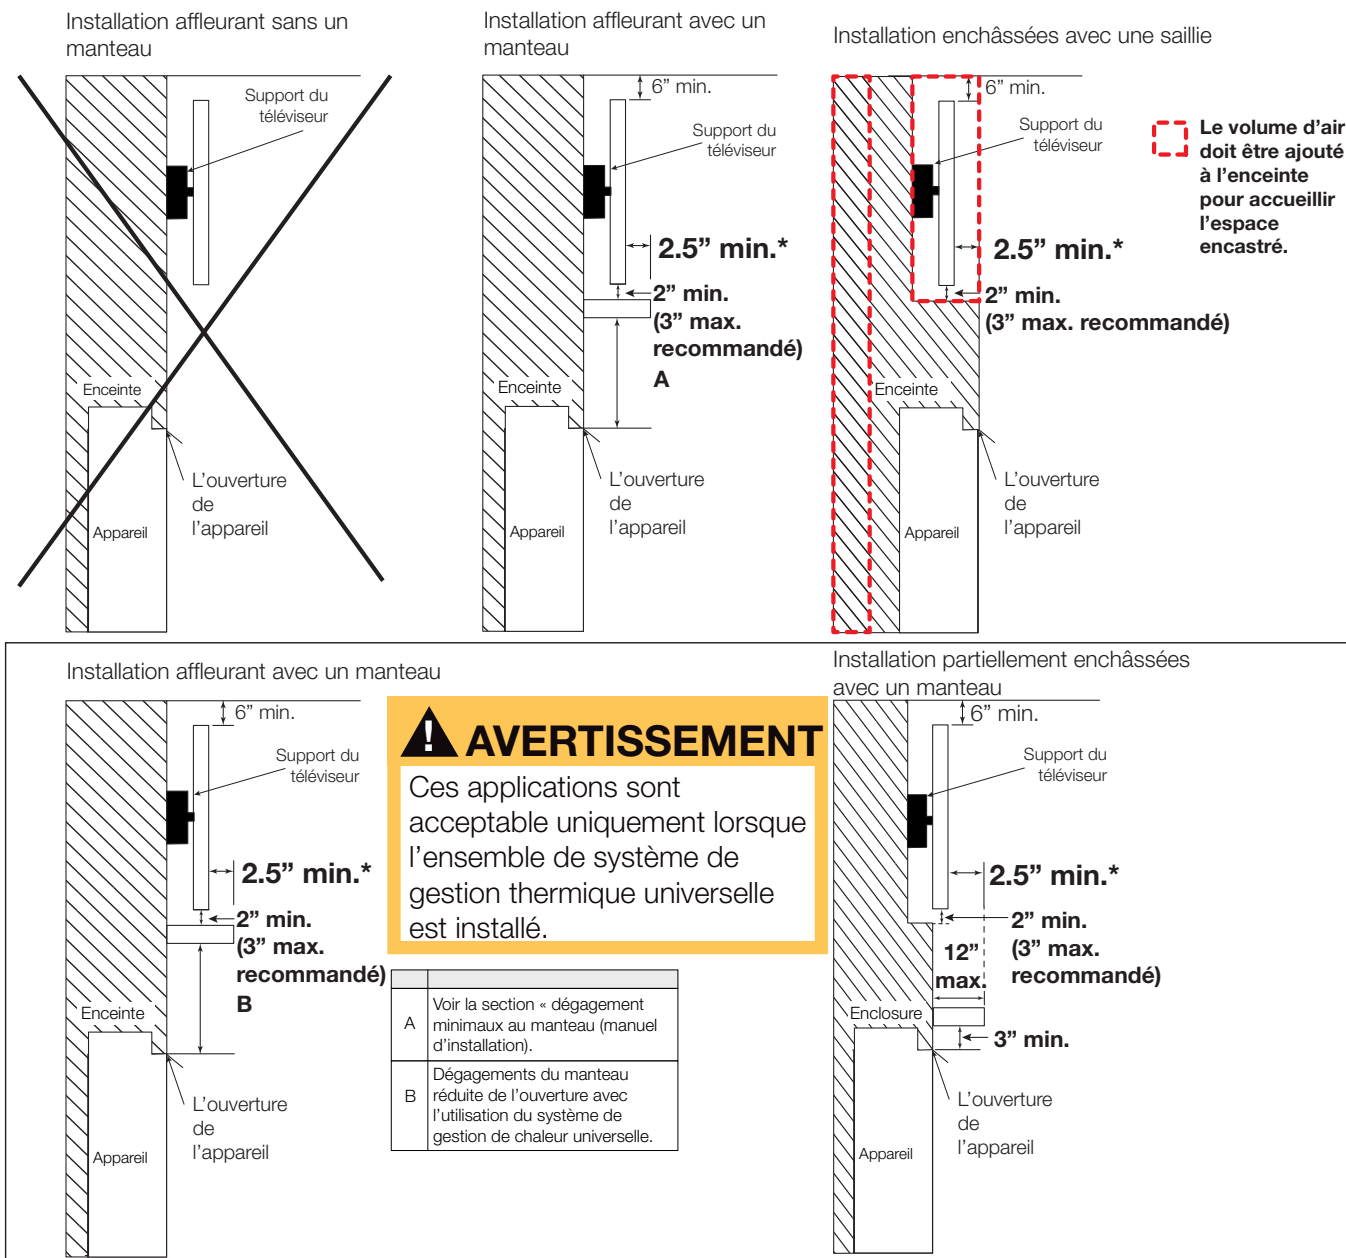 Installation affleurant sans un
manteau
Support du
téléviseur
Enceinte
L'ouverture
de
l'appareil
Appareil
Installation affleurant avec un
manteau
6” min.
Support du
téléviseur
2.5” min.*
2” min.
(3” max.
recommandé)
A
Enceinte
L'ouverture
de
l'appareil
Appareil
Installation enchâssées avec une saillie
6” min.
Support du
téléviseur
2.5” min.*
2” min.
(3” max. recommandé)
Enceinte
L'ouverture
de
l'appareil
Appareil
Le volume d'air
doit être ajouté
à l'enceinte
pour accueillir
l'espace
encastré.
Installation affleurant avec un manteau
6” min.
Support du
téléviseur
2.5” min.*
2” min.
(3” max.
recommandé)
B
Enceinte
L'ouverture
de
l'appareil
Appareil
! AVERTISSEMENT
Ces applications sont
acceptable uniquement lorsque
l'ensemble de système de
gestion thermique universelle
est installé.
A
Voir la section « dégagement
minimaux au manteau (manuel
d'installation).
B
Dégagements du manteau
réduite de l'ouverture avec
l'utilisation du système de
gestion de chaleur universelle.
Installation partiellement enchâssées
avec un manteau
6” min.
Support du
téléviseur
2.5” min.*
2” min.
(3” max.
recommandé)
12”
max.
Enclosure
3” min.
L'ouverture
de
l'appareil
Appareil